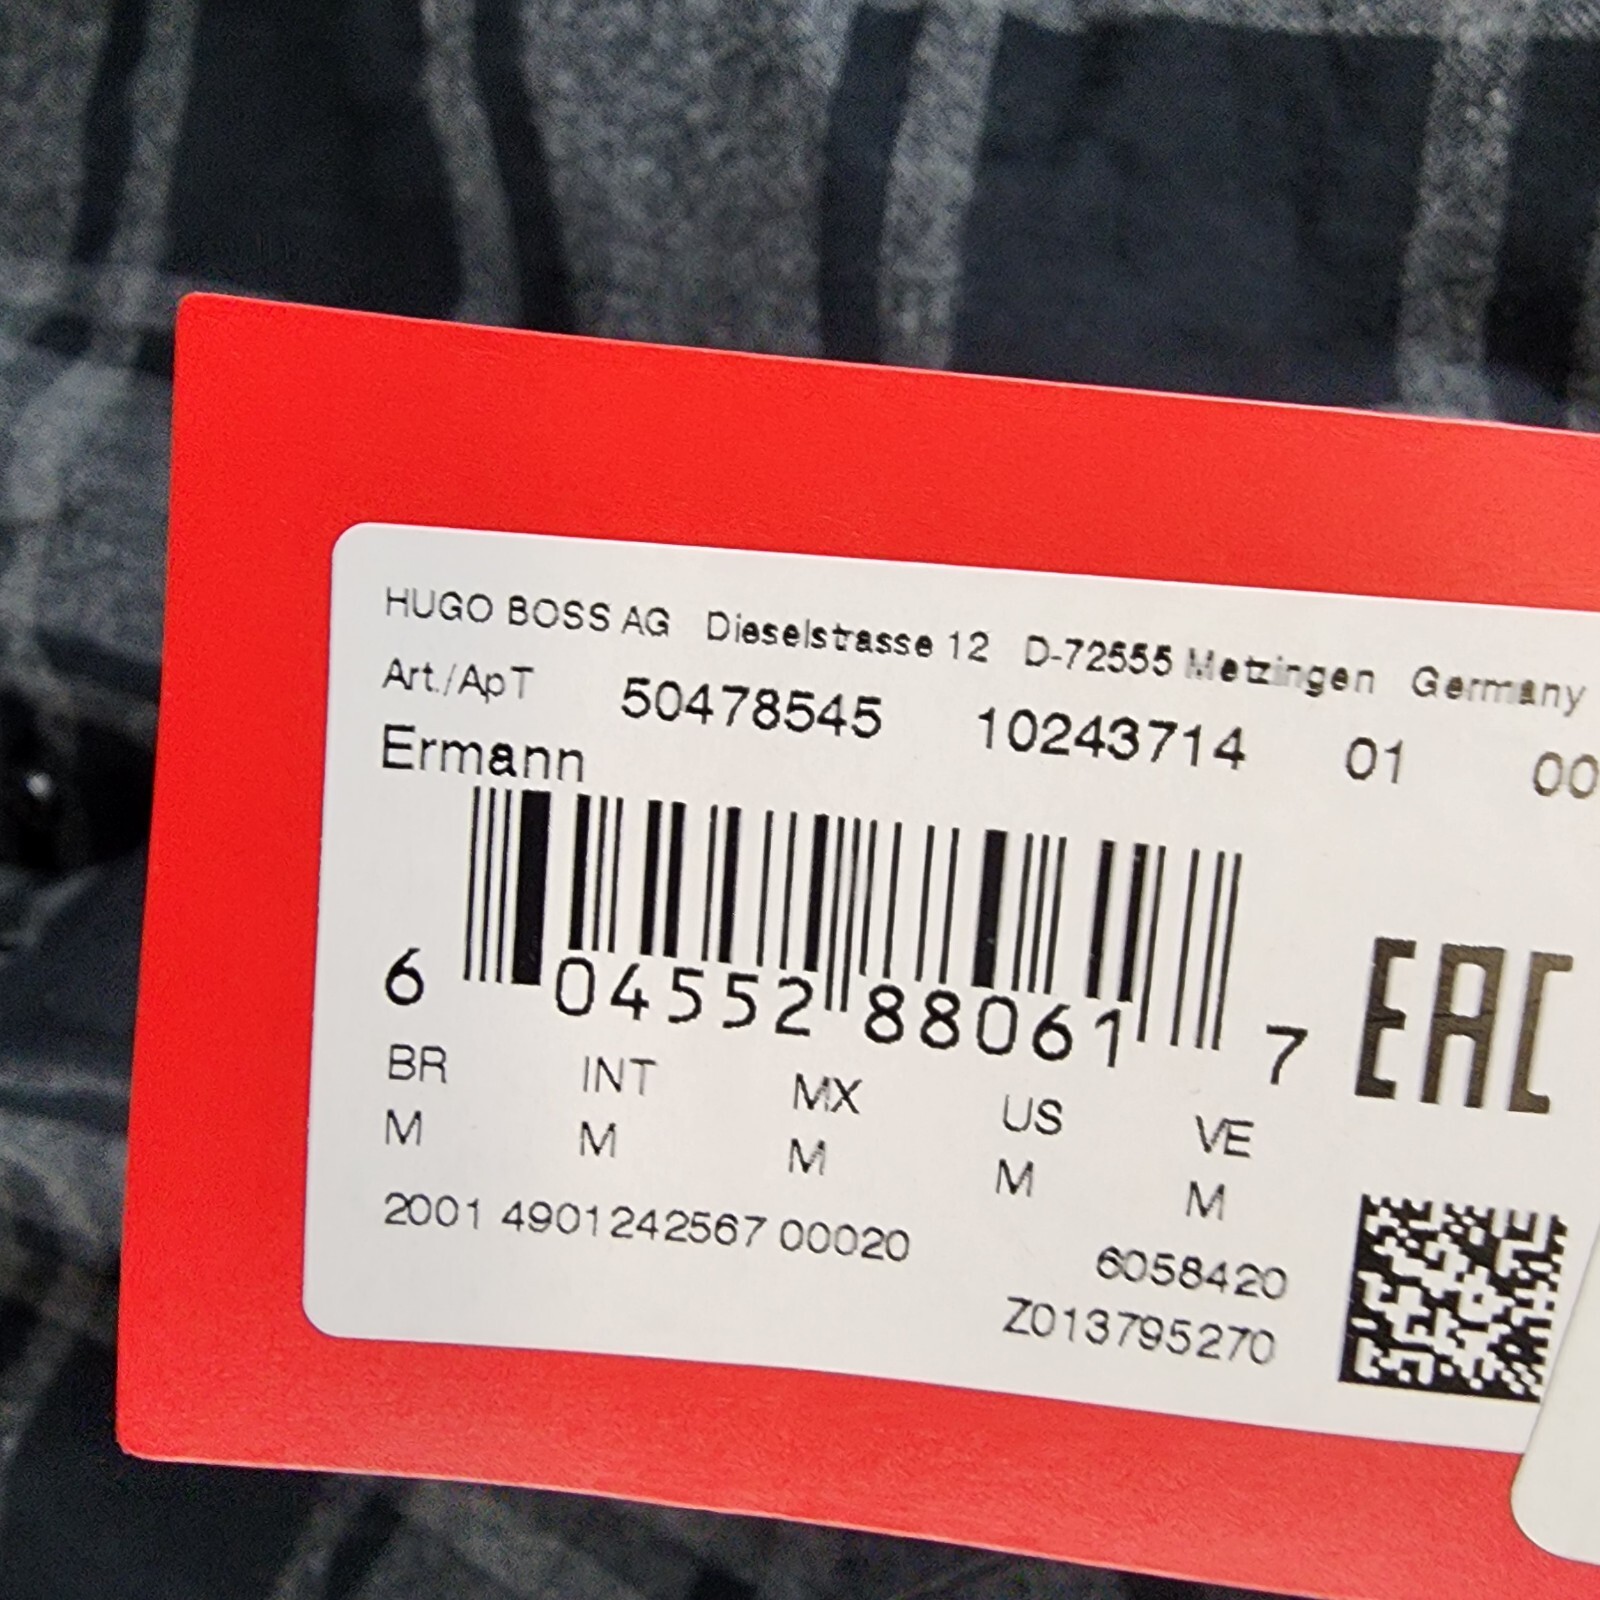 HUGO BOSS AG Dieselstrasse 12 D-72555 Metzingen Germany
Art./ApT 50478545 10243714 01 00
Ermann
6 04552 88061 7
EAC
BR INT MX US VE
M M M M M
2001 4901242567 00020 6058420
Z013795270